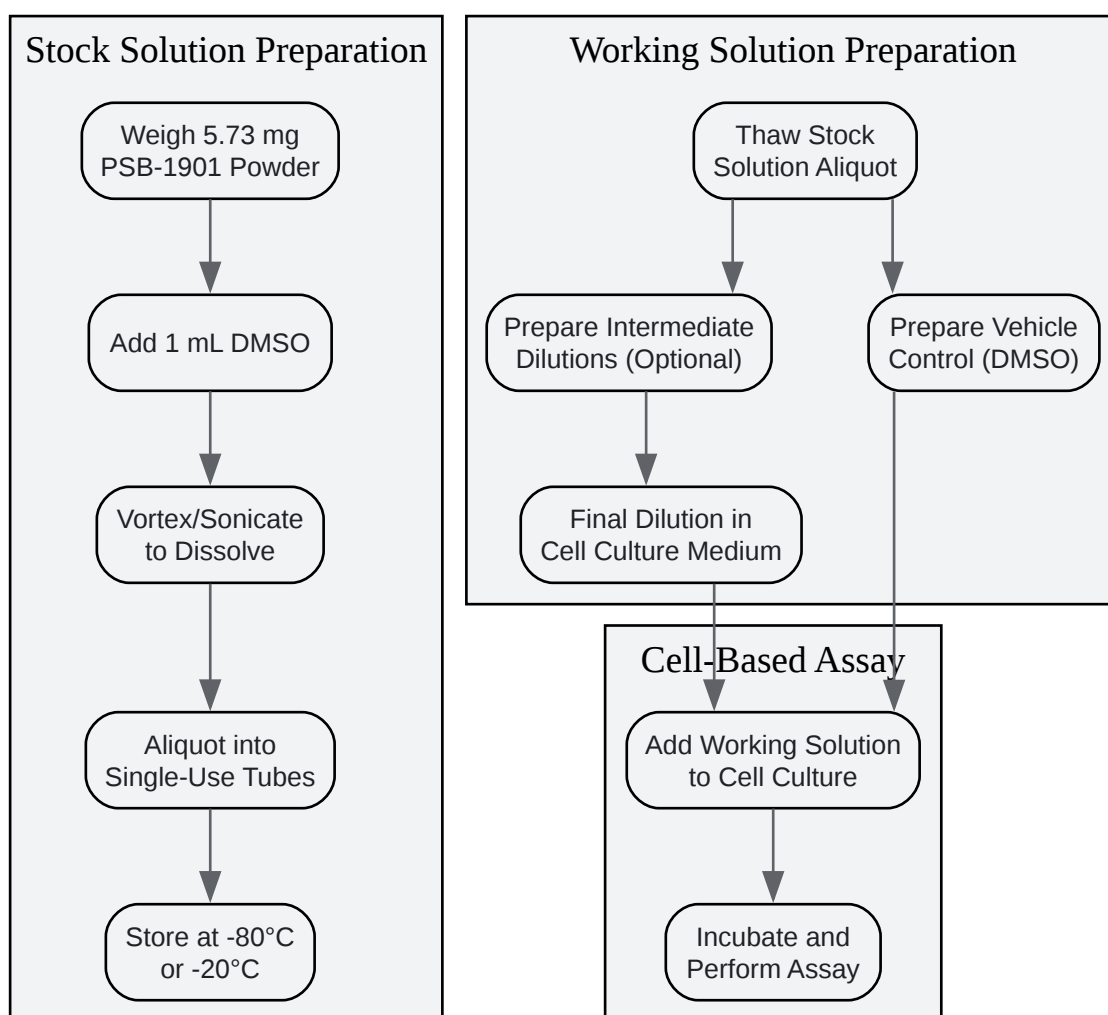 Stock Solution Preparation
Weigh 5.73 mg
PSB-1901 Powder
Add 1 mL DMSO
Vortex/Sonicate
to Dissolve
Aliquot into
Single-Use Tubes
Store at -80°C
or -20°C
Working Solution Preparation
Thaw Stock
Solution Aliquot
Prepare Intermediate
Dilutions (Optional)
Prepare Vehicle
Control (DMSO)
Final Dilution in
Cell Culture Medium
Cell-Based Assay
Add Working Solution
to Cell Culture
Incubate and
Perform Assay